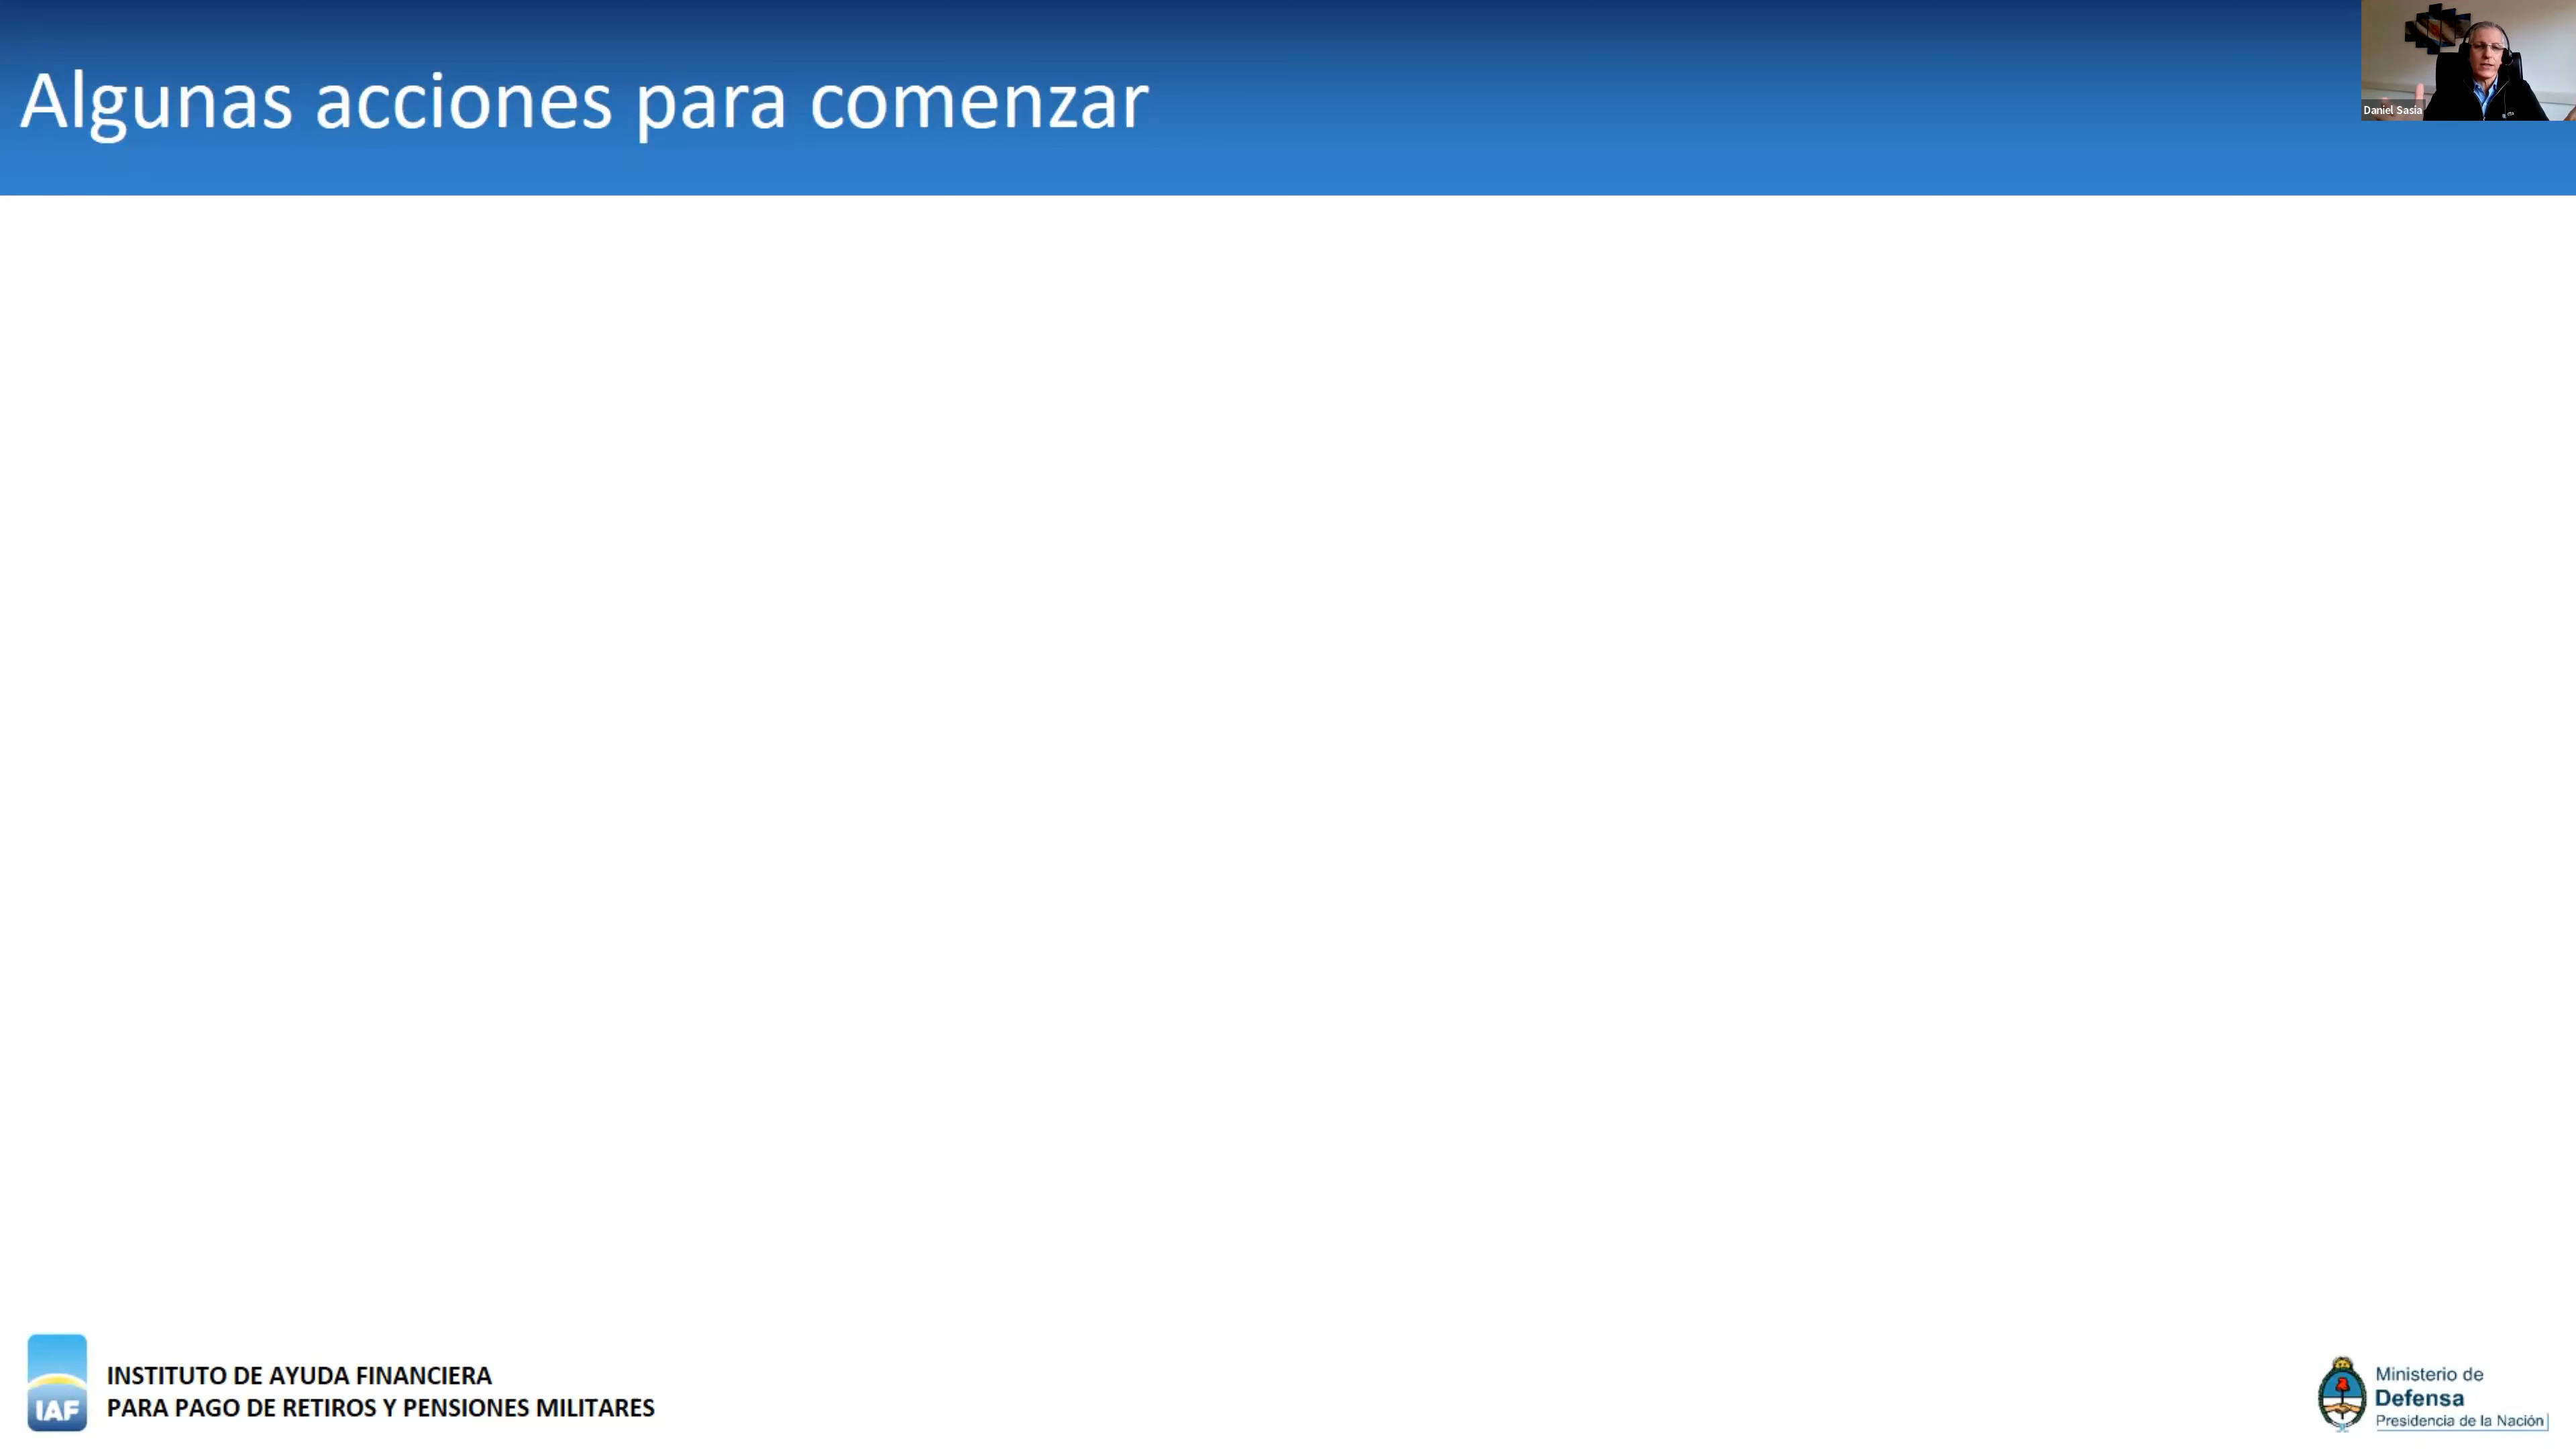 Algunas acciones para comenzar
Daniel Sasia
IAF
INSTITUTO DE AYUDA FINANCIERA
PARA PAGO DE RETIROS Y PENSIONES MILITARES
Ministerio de
Defensa
Presidencia de la Nación